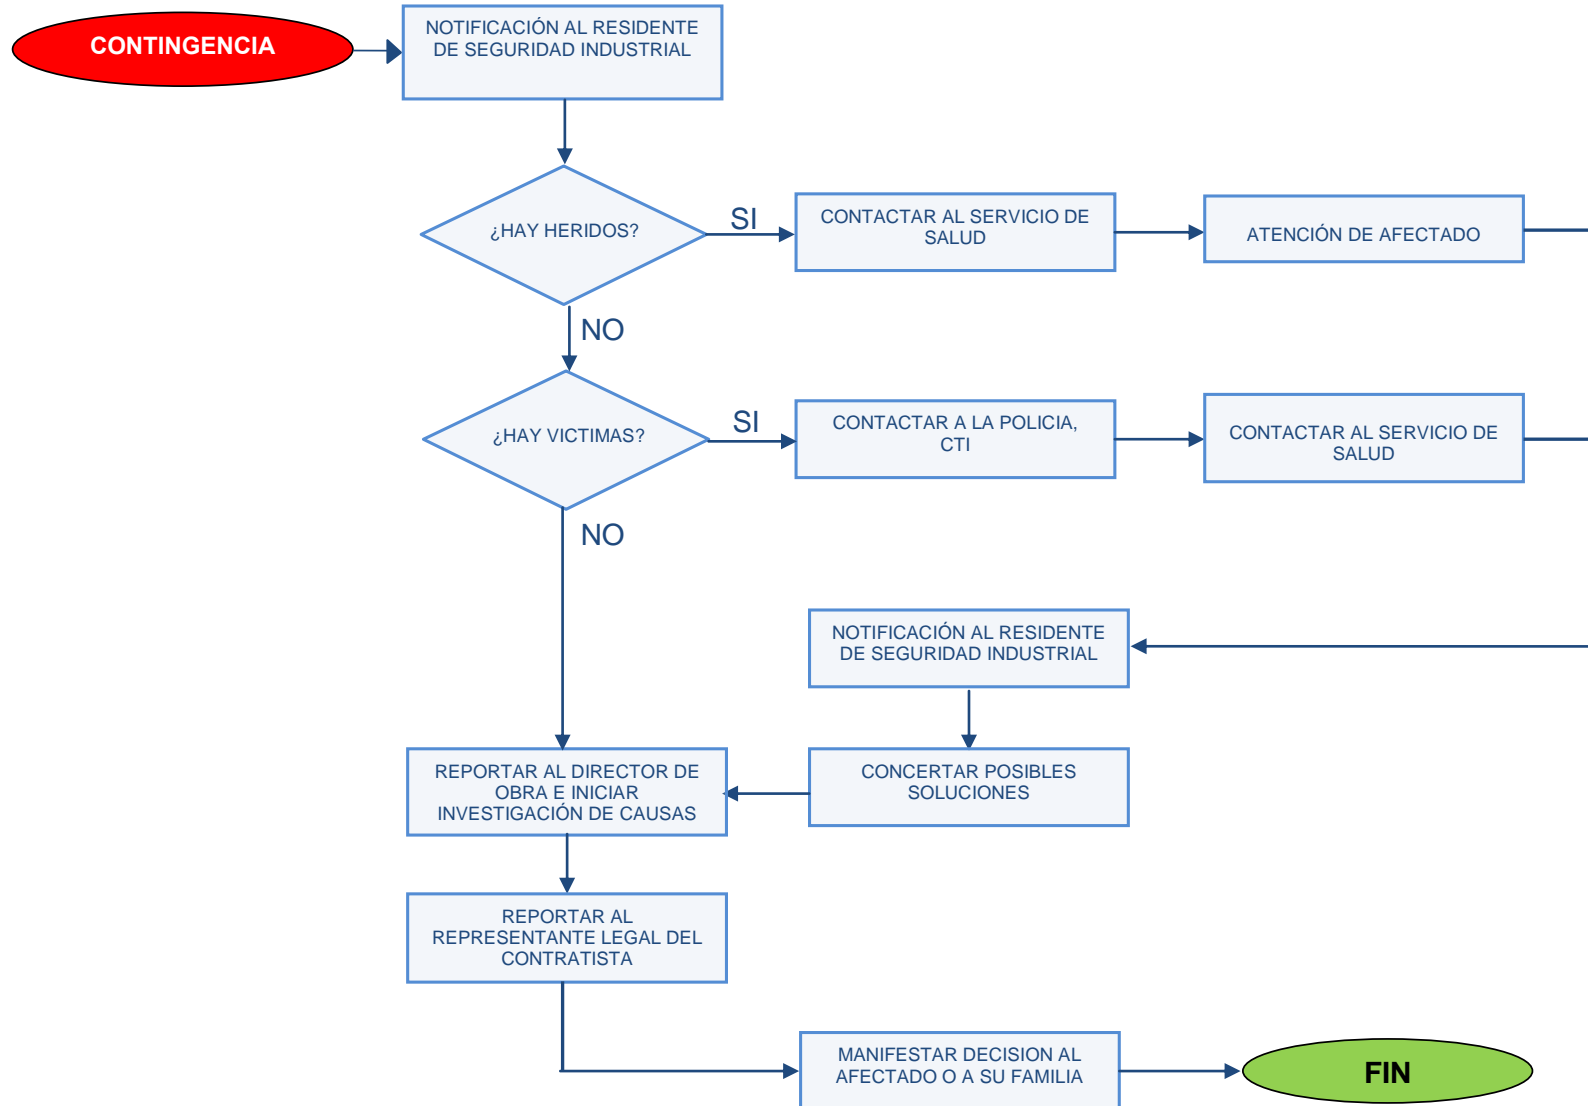 CONTINGENCIA
NOTIFICACIÓN AL RESIDENTE
DE SEGURIDAD INDUSTRIAL
¿HAY HERIDOS?
SI
CONTACTAR AL SERVICIO DE
SALUD
ATENCIÓN DE AFECTADO
NO
¿HAY VICTIMAS?
SI
CONTACTAR A LA POLICIA,
CTI
CONTACTAR AL SERVICIO DE
SALUD
NO
NOTIFICACIÓN AL RESIDENTE
DE SEGURIDAD INDUSTRIAL
REPORTAR AL DIRECTOR DE
OBRA E INICIAR
INVESTIGACIÓN DE CAUSAS
CONCERTAR POSIBLES
SOLUCIONES
REPORTAR AL
REPRESENTANTE LEGAL DEL
CONTRATISTA
MANIFESTAR DECISION AL
AFECTADO O A SU FAMILIA
FIN